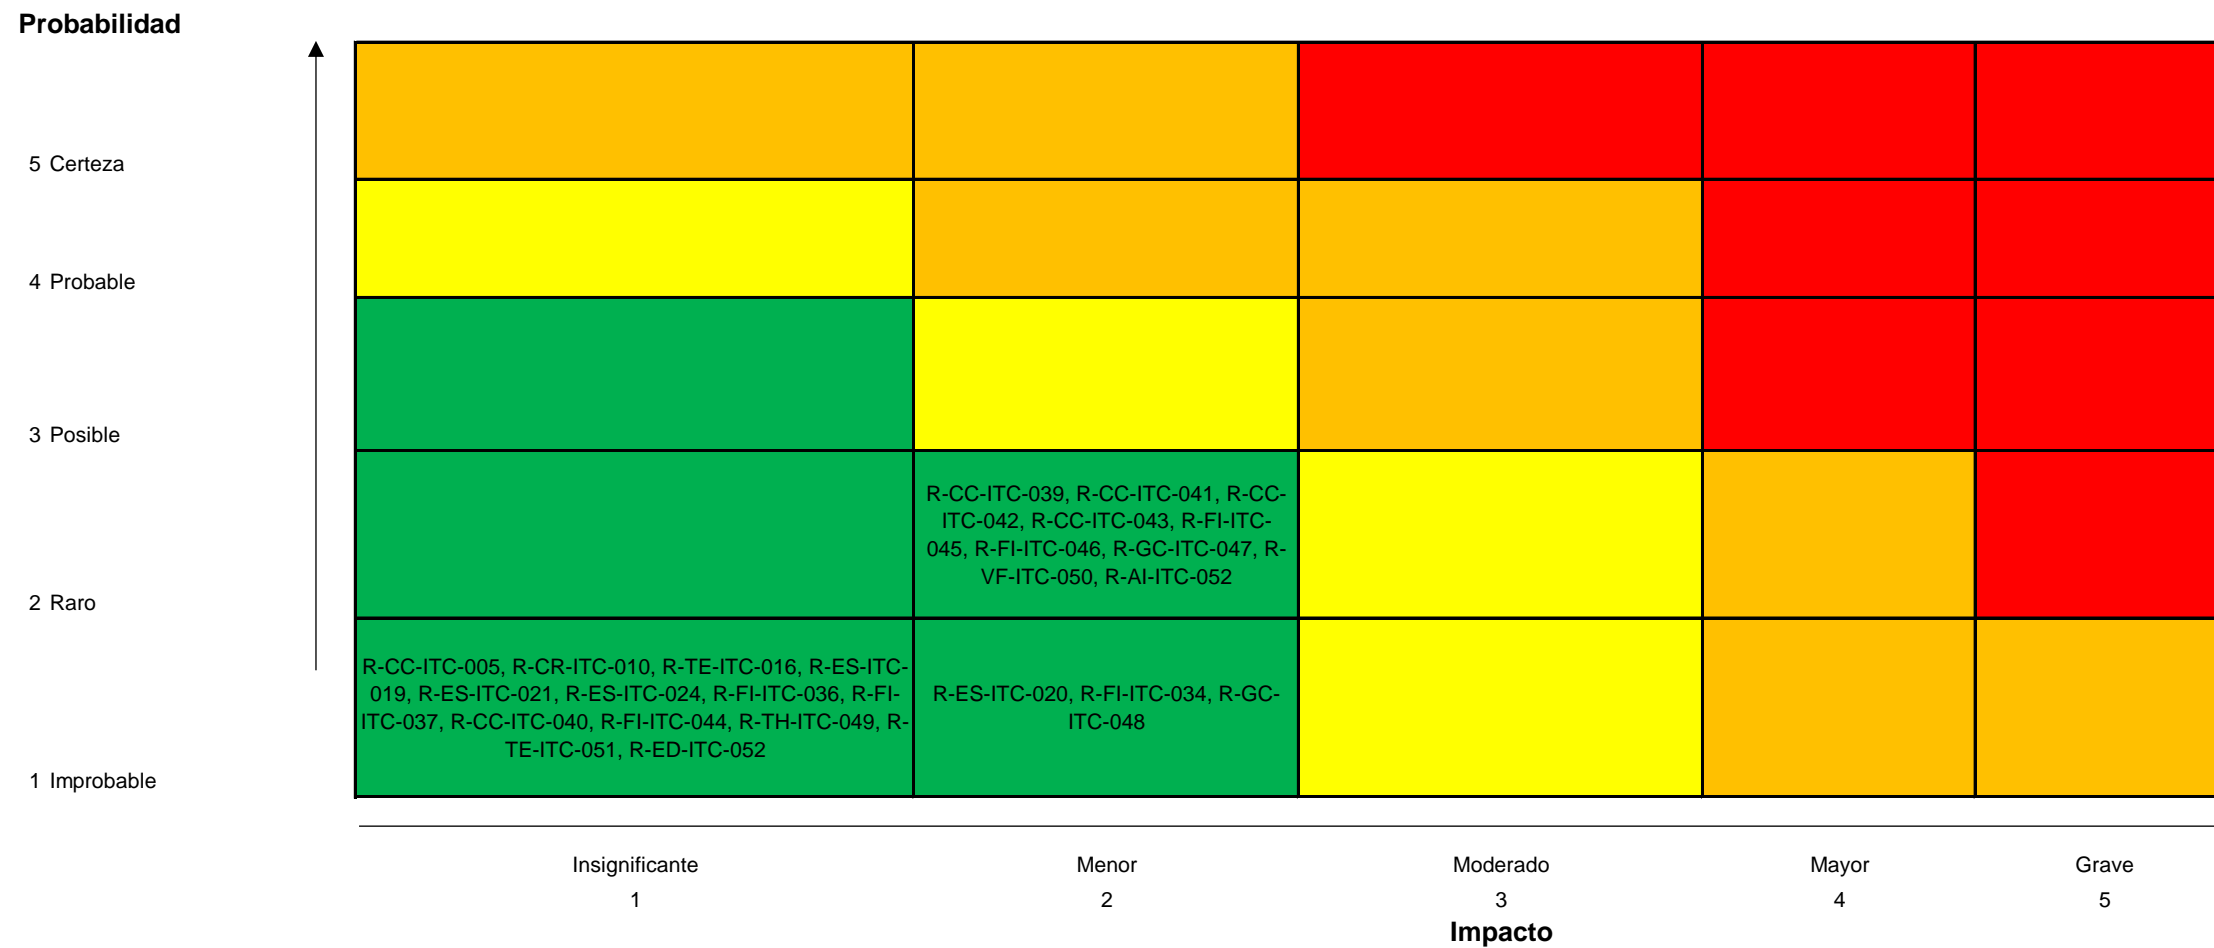 Probabilidad
5 Certeza
4 Probable
3 Posible
R-CC-ITC-039, R-CC-ITC-041, R-CC-
ITC-042, R-CC-ITC-043, R-FI-ITC-
045, R-FI-ITC-046, R-GC-ITC-047, R-
VF-ITC-050, R-AI-ITC-052
2 Raro
R-CC-ITC-005, R-CR-ITC-010, R-TE-ITC-016, R-ES-ITC-
019, R-ES-ITC-021, R-ES-ITC-024, R-FI-ITC-036, R-FI-
ITC-037, R-CC-ITC-040, R-FI-ITC-044, R-TH-ITC-049, R-
TE-ITC-051, R-ED-ITC-052
R-ES-ITC-020, R-FI-ITC-034, R-GC-
ITC-048
1 Improbable
Insignificante
Menor
Moderado
Mayor
Grave
1
2
3
4
5
Impacto